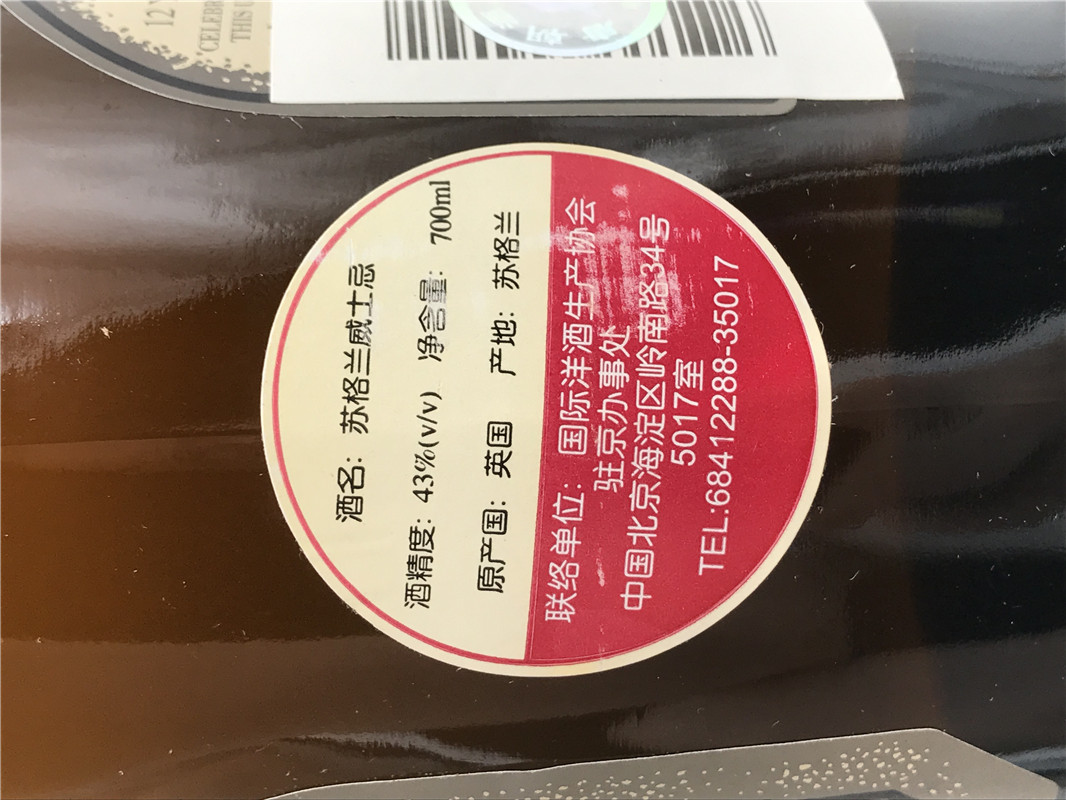 12 Y
CELEBR
THIS U
酒名：苏格兰威士忌
酒精度：43%(v/v) 净含量：700ml
原产国：英国 产地：苏格兰
联络单位：国际洋酒生产协会
驻京办事处
中国北京海淀区岭南路34号
5017室
TEL:68412288-35017